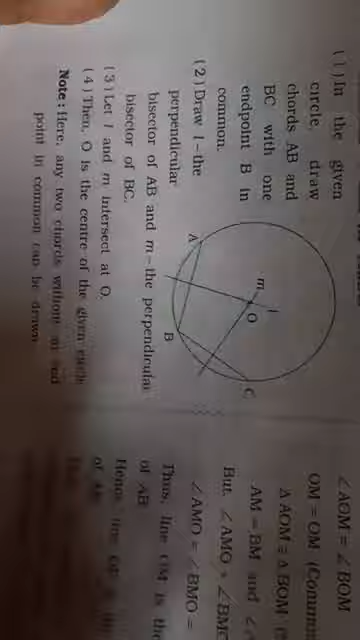 ( 1 ) In the given
circle, draw
chords AB and
BC with one
endpoint B in
common.
( 2 ) Draw l – the
perpendicular
bisector of AB and m – the perpendicular
bisector of BC.
( 3 ) Let l and m intersect at O.
( 4 ) Then, O is the centre of the given circle
Note : Here, any two chords without
point in common can be drawn
A
B
C
O
m
l
∠AOM = ∠BOM
OM = OM
Δ AOM ≅ Δ BOM
AM = BM and ∠
But, ∠AMO + ∠BMO
∠AMO = ∠BMO =
Thus, line OM is the
of AB
Hence, line